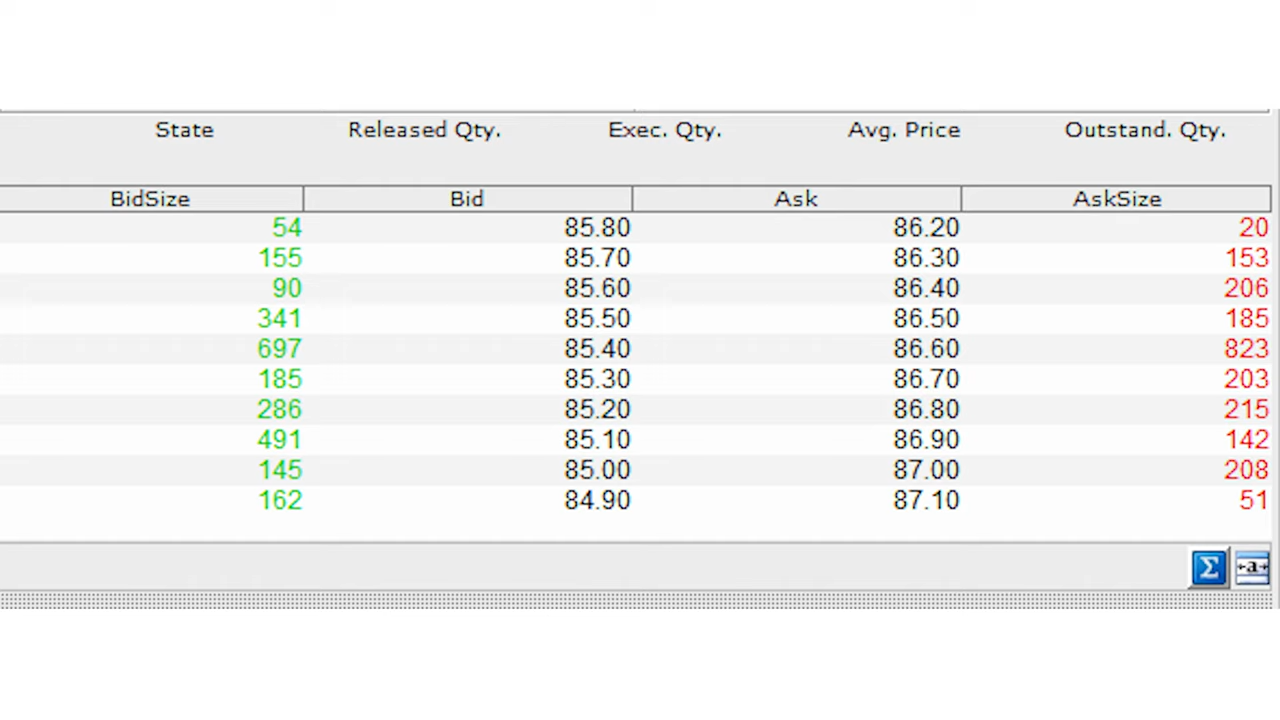 State Released Qty. Exec. Qty. Avg. Price Outstand. Qty.
BidSize Bid Ask AskSize
54 85.80 86.20 20
155 85.70 86.30 153
90 85.60 86.40 206
341 85.50 86.50 185
697 85.40 86.60 823
185 85.30 86.70 203
286 85.20 86.80 215
491 85.10 86.90 142
145 85.00 87.00 208
162 84.90 87.10 51
Σ a